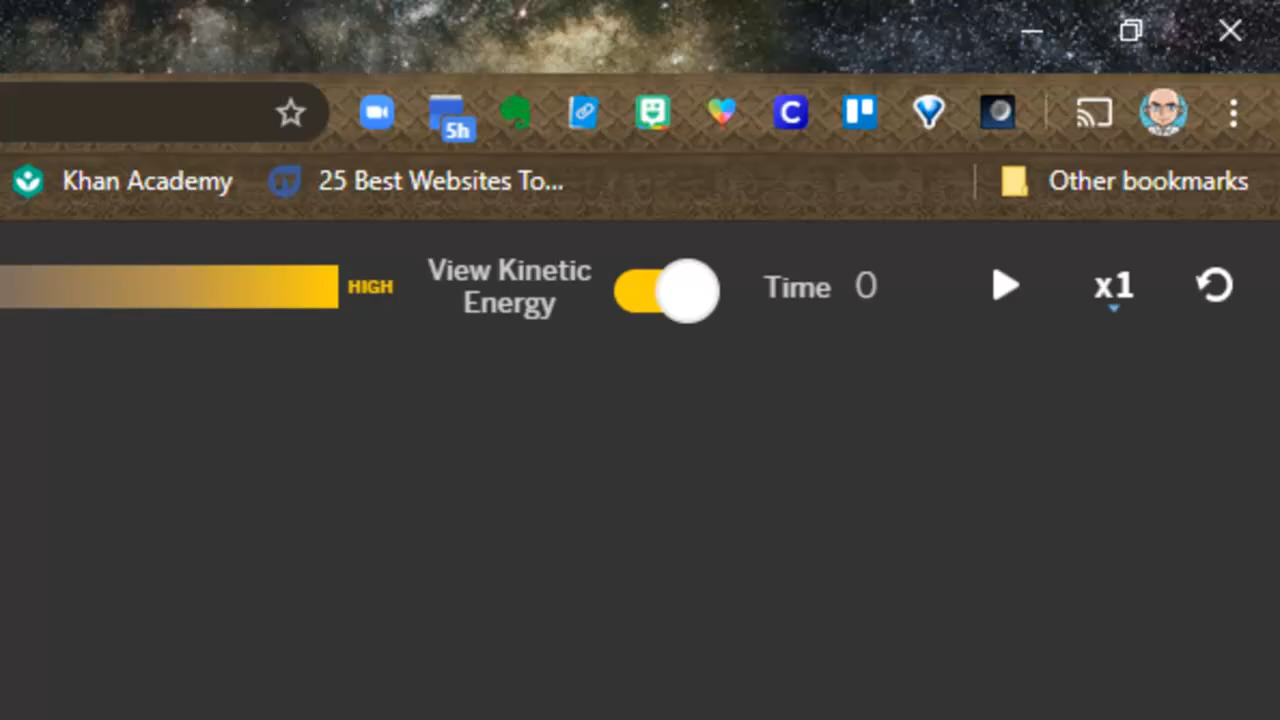 5h
C
Khan Academy
25 Best Websites To...
Other bookmarks
HIGH
View Kinetic
Energy
Time 0
x1